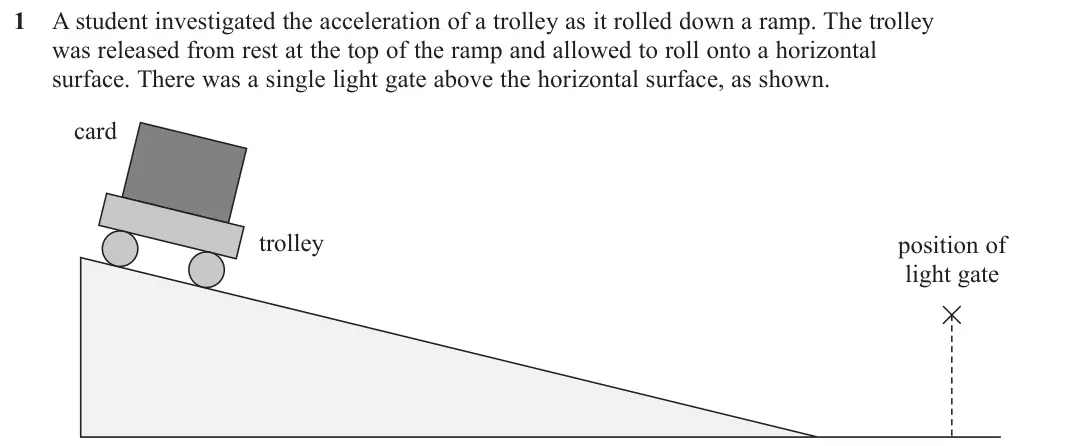 1 A student investigated the acceleration of a trolley as it rolled down a ramp. The trolley
was released from rest at the top of the ramp and allowed to roll onto a horizontal
surface. There was a single light gate above the horizontal surface, as shown.
card
trolley
position of
light gate